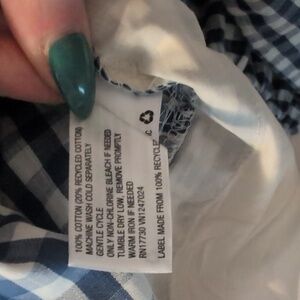 100% COTTON (20% RECYCLED COTTON)
MACHINE WASH COLD SEPARATELY
GENTLE CYCLE
ONLY NON-CHLORINE BLEACH IF NEEDED
TUMBLE DRY LOW, REMOVE PROMPTLY
WARM IRON IF NEEDED
RN17730 VN1247024
LABEL MADE FROM 100% RECYCLE